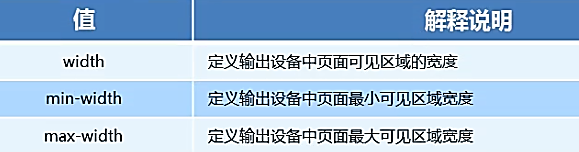 值 解释说明
width 定义输出设备中页面可见区域的宽度
min-width 定义输出设备中页面最小可见区域宽度
max-width 定义输出设备中页面最大可见区域宽度